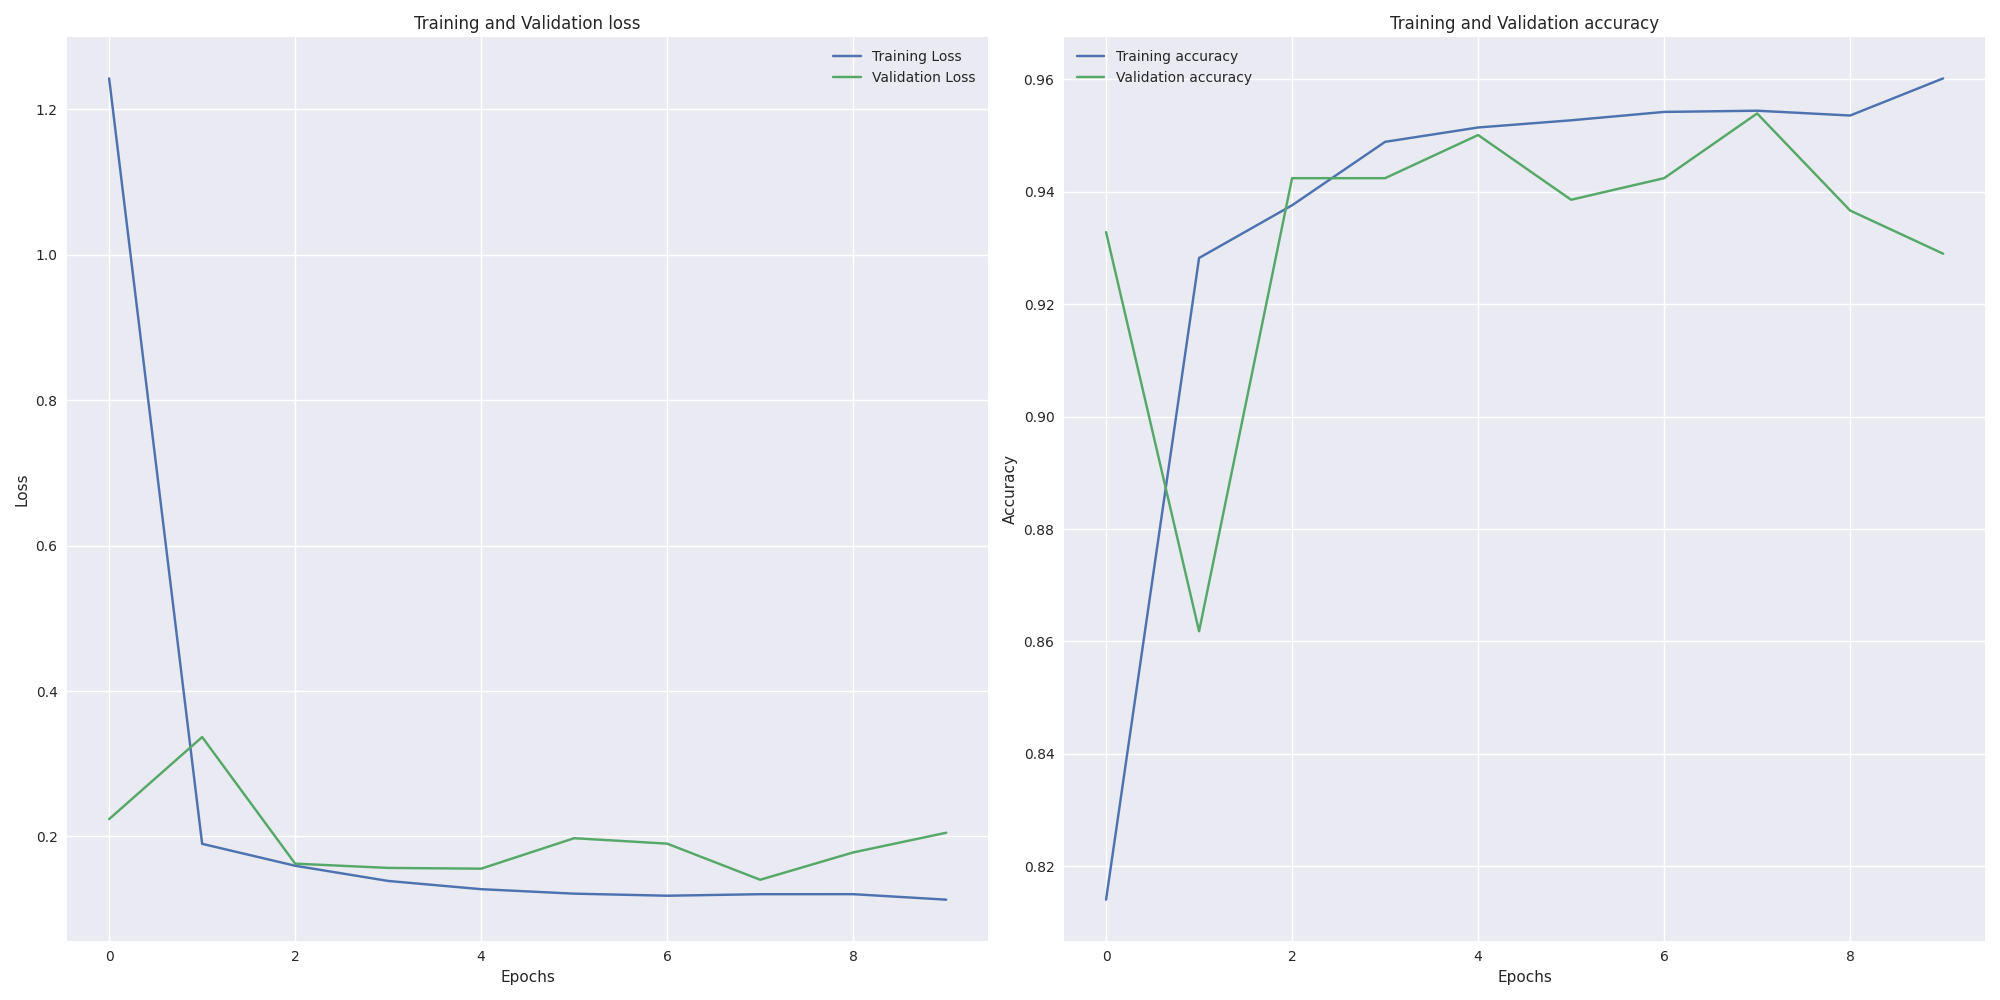 Training and Validation loss
Training Loss
Validation Loss
1.2
1.0
0.8
0.6
0.4
0.2
Loss
0 2 4 6 8
Epochs
Training and Validation accuracy
Training accuracy
Validation accuracy
0.96
0.94
0.92
0.90
0.88
0.86
0.84
0.82
Accuracy
0 2 4 6 8
Epochs